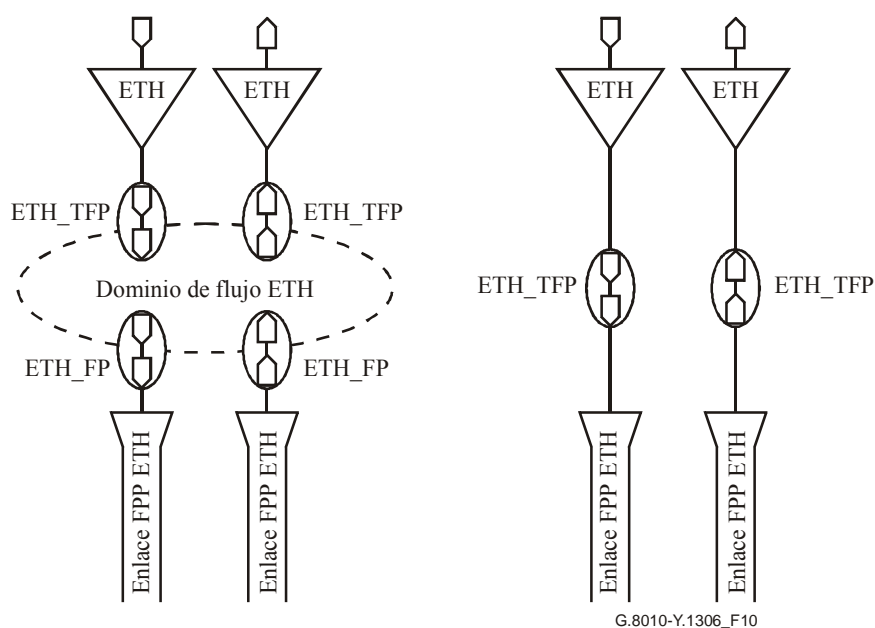 ETH
ETH
ETH
ETH
ETH_TFP
ETH_TFP
Dominio de flujo ETH
ETH_TFP
ETH_TFP
ETH_FP
ETH_FP
Enlace FPP ETH
Enlace FPP ETH
Enlace FPP ETH
Enlace FPP ETH
G.8010-Y.1306_F10